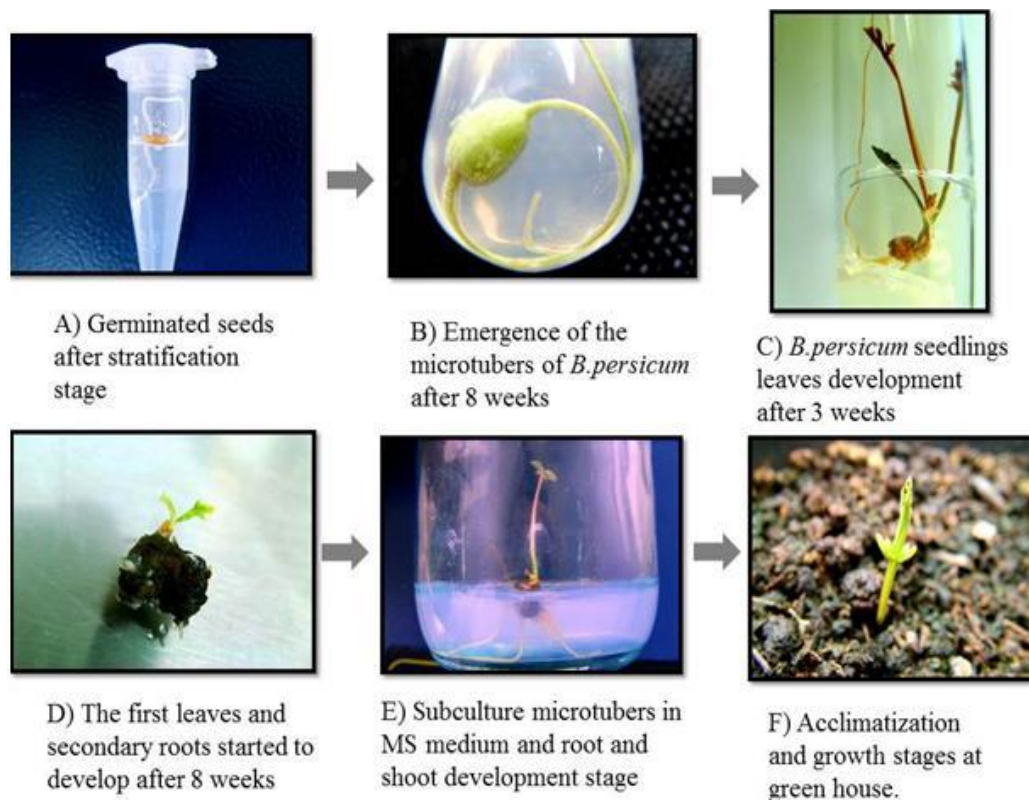 A) Germinated seeds
after stratification
stage
B) Emergence of the
microtubers of B.persicum
after 8 weeks
C) B.persicum seedlings
leaves development
after 3 weeks
D) The first leaves and
secondary roots started to
develop after 8 weeks
E) Subculture microtubers in
MS medium and root and
shoot development stage
F) Acclimatization
and growth stages at
green house.